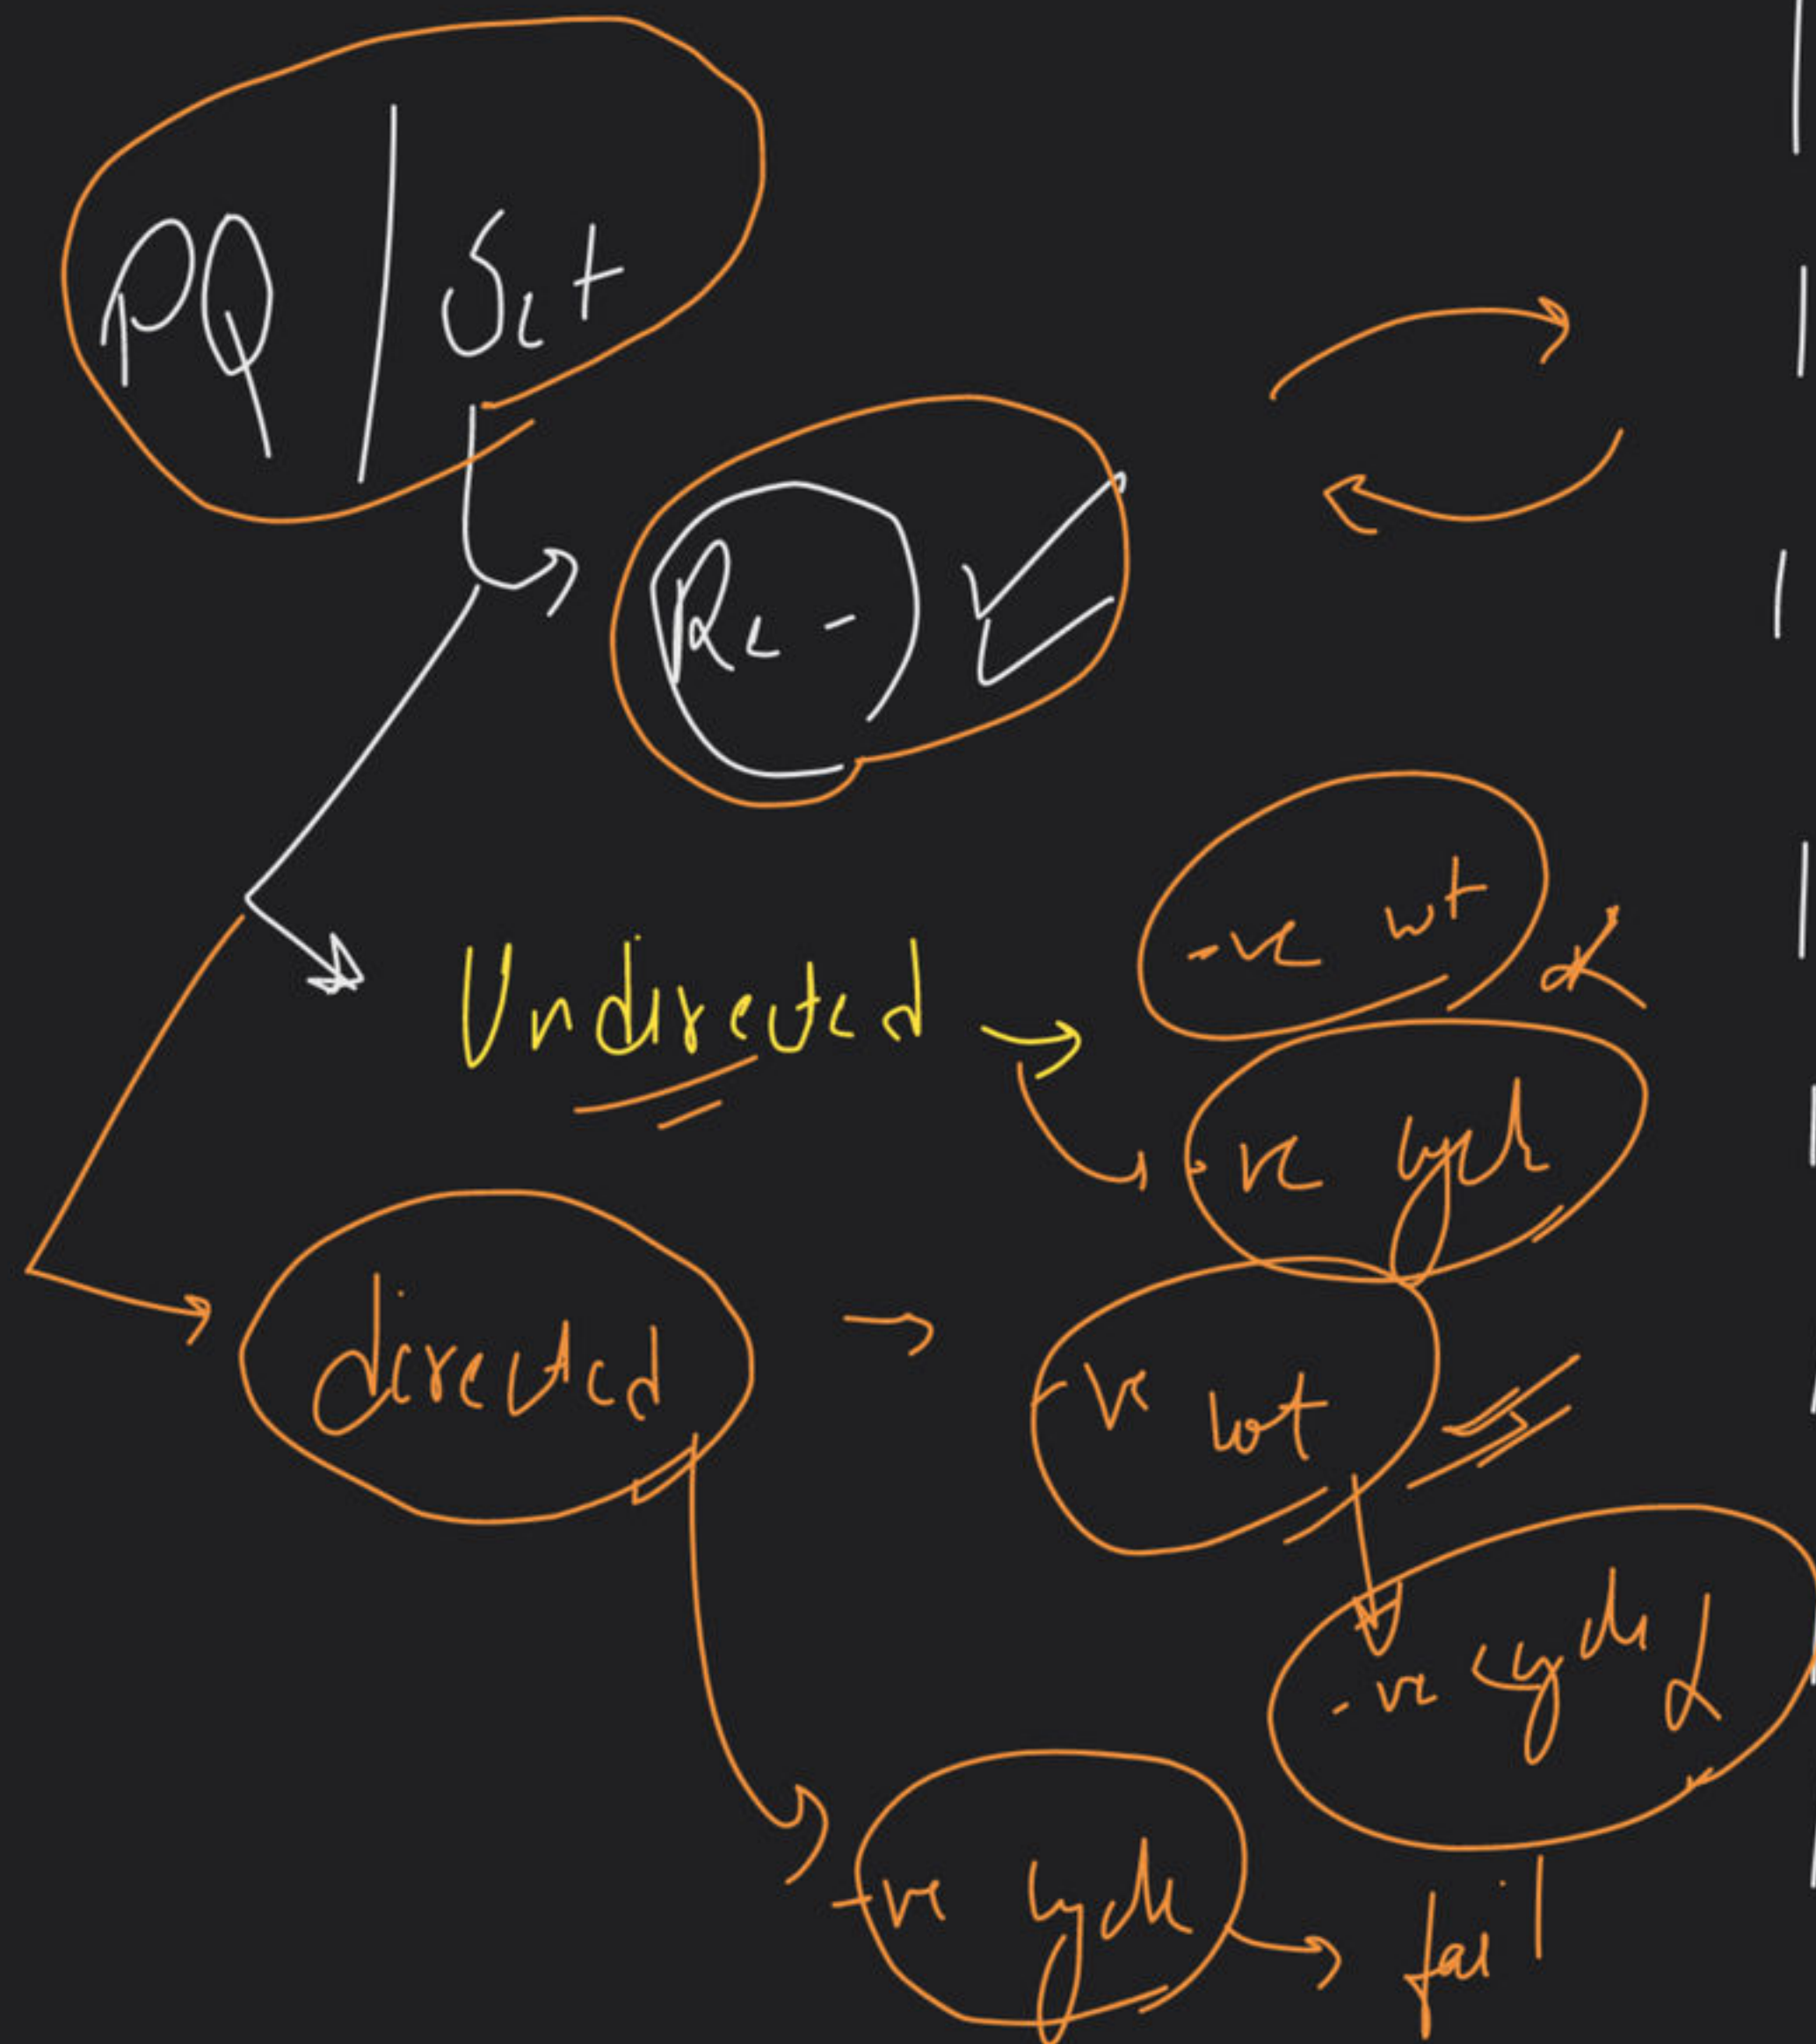 PQ / Set
Re -
-ve wt
Undirected
-ve cycle
directed
-ve wt
-ve cycle
-ve cycle
fail